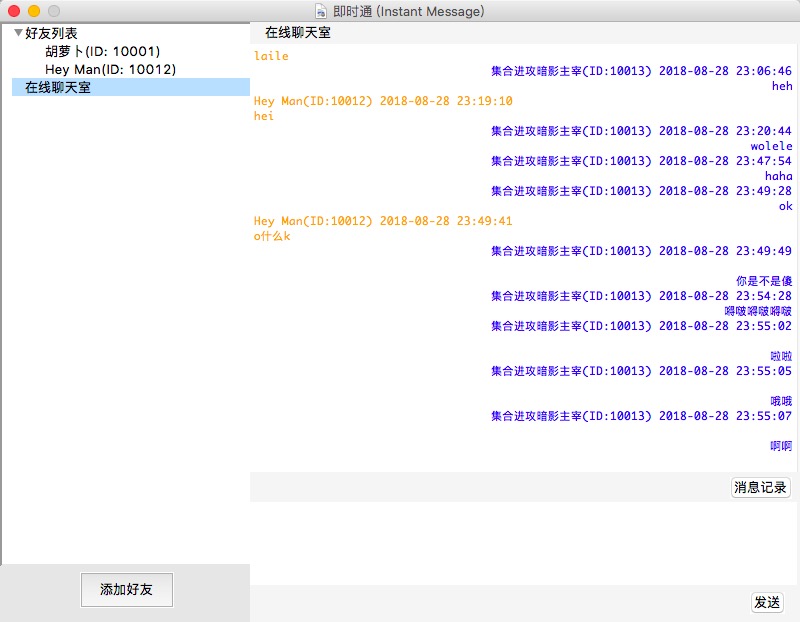 即时通 (Instant Message)
好友列表
胡萝卜(ID: 10001)
Hey Man(ID: 10012)
在线聊天室
添加好友
在线聊天室
laile
集合进攻暗影主宰(ID:10013) 2018-08-28 23:06:46
heh
Hey Man(ID:10012) 2018-08-28 23:19:10
hei
集合进攻暗影主宰(ID:10013) 2018-08-28 23:20:44
wolele
集合进攻暗影主宰(ID:10013) 2018-08-28 23:47:54
haha
集合进攻暗影主宰(ID:10013) 2018-08-28 23:49:28
ok
Hey Man(ID:10012) 2018-08-28 23:49:41
o什么k
集合进攻暗影主宰(ID:10013) 2018-08-28 23:49:49
你是不是傻
集合进攻暗影主宰(ID:10013) 2018-08-28 23:54:28
嘚啵嘚啵嘚啵
集合进攻暗影主宰(ID:10013) 2018-08-28 23:55:02
啦啦
集合进攻暗影主宰(ID:10013) 2018-08-28 23:55:05
哦哦
集合进攻暗影主宰(ID:10013) 2018-08-28 23:55:07
啊啊
消息记录
发送